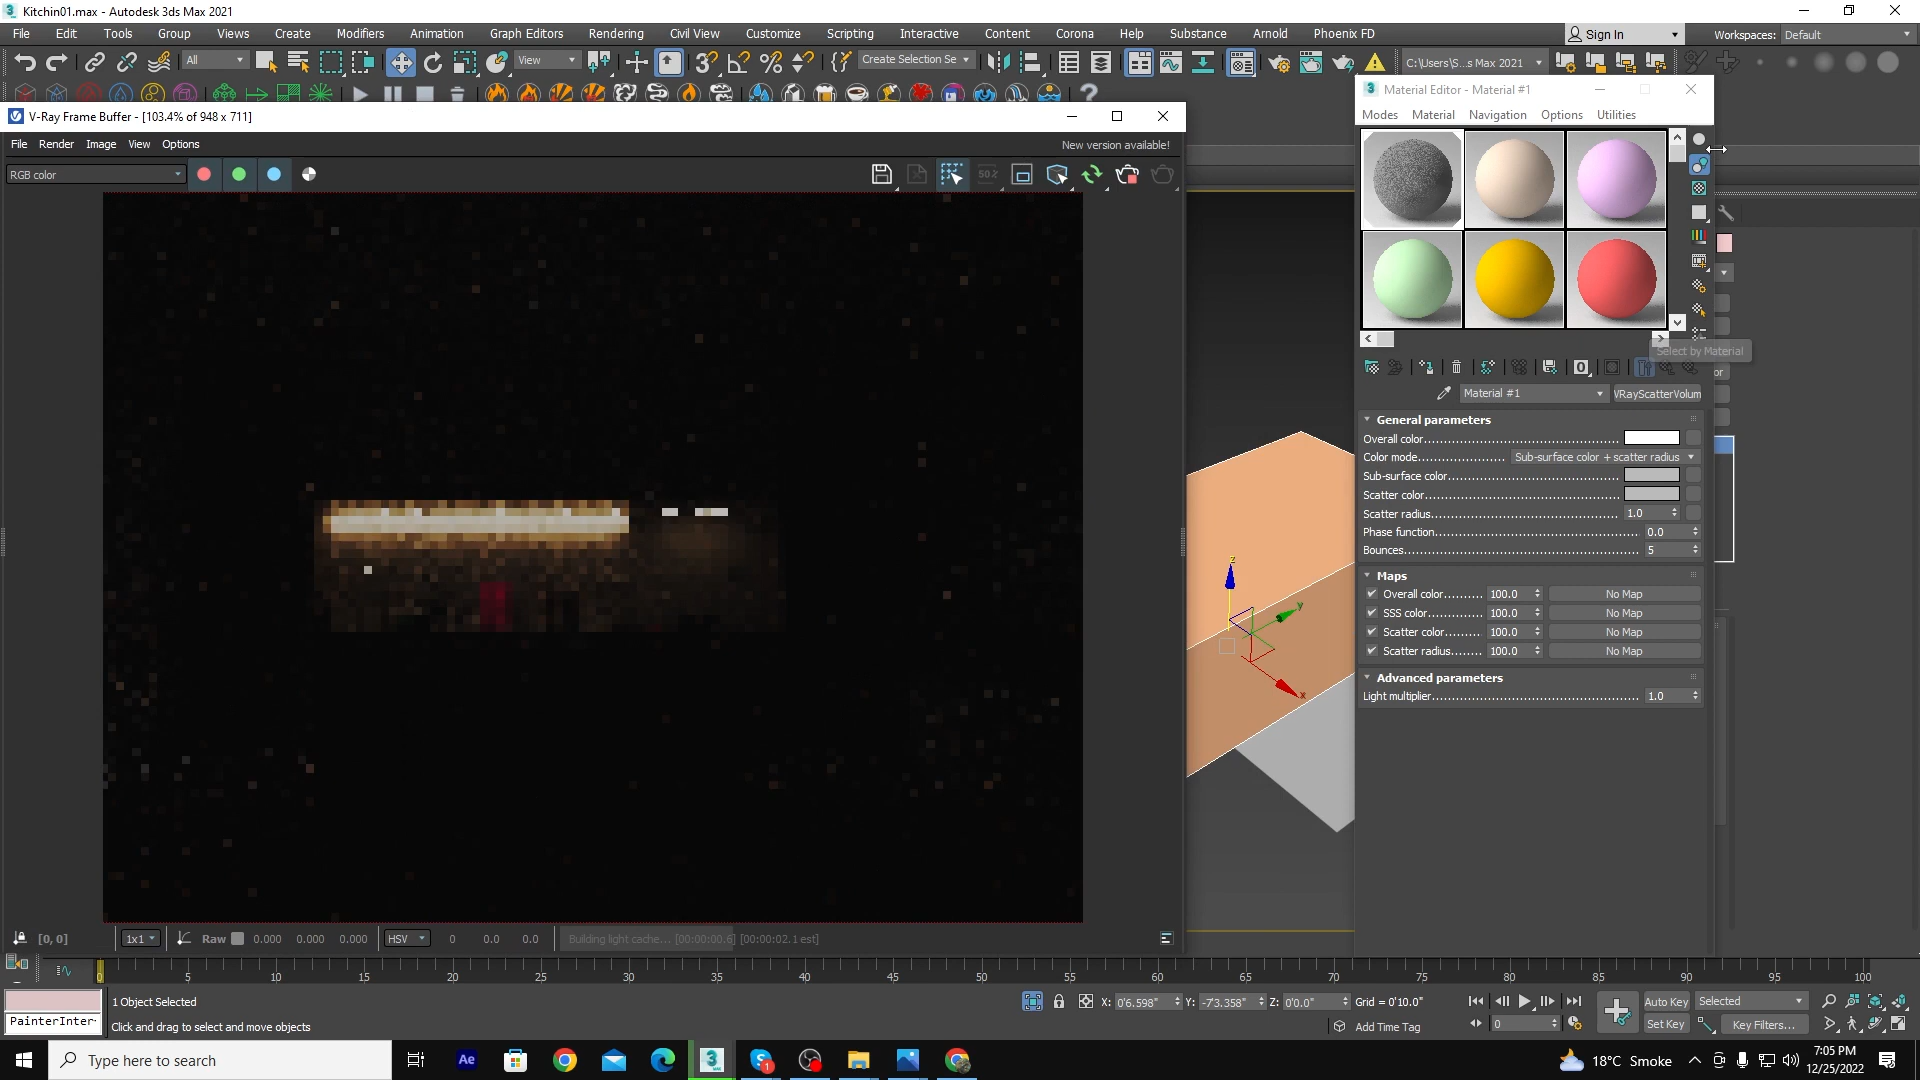 Kitchin01.max - Autodesk 3ds Max 2021
File Edit Tools Group Views Create Modifiers Animation Graph Editors Rendering Civil View Customize Scripting Interactive Content Corona Help Substance Arnold Phoenix FD
Sign In
Workspaces: Default
All
View
Create Selection Se
C:\Users\S...s Max 2021
V-Ray Frame Buffer - [103.4% of 948 x 711]
File Render Image View Options
New version available!
RGB color
50%
Material Editor - Material #1
Modes Material Navigation Options Utilities
Select by Material
or
Material #1
VRayScatterVolum
General parameters
Overall color
Color mode Sub-surface color + scatter radius
Sub-surface color
Scatter color
Scatter radius 1.0
Phase function 0.0
Bounces 5
Maps
Overall color 100.0 No Map
SSS color 100.0 No Map
Scatter color 100.0 No Map
Scatter radius 100.0 No Map
Advanced parameters
Light multiplier 1.0
z
y
x
[0, 0]
1x1
Raw 0.000 0.000 0.000
HSV 0 0.0 0.0
Building light cache... [00:00:00.6] [00:00:02.1 est]
0 5 10 15 20 25 30 35 40 45 50 55 60 65 70 75 80 85 90 95 100
1 Object Selected
X: 0'6.598" Y: -7'3.358" Z: 0'0.0" Grid = 0'10.0"
Auto Key Selected
PainterInter
Click and drag to select and move objects
Add Time Tag
0
Set Key
Key Filters...
Type here to search
Ae
18°C Smoke
7:05 PM
12/25/2022